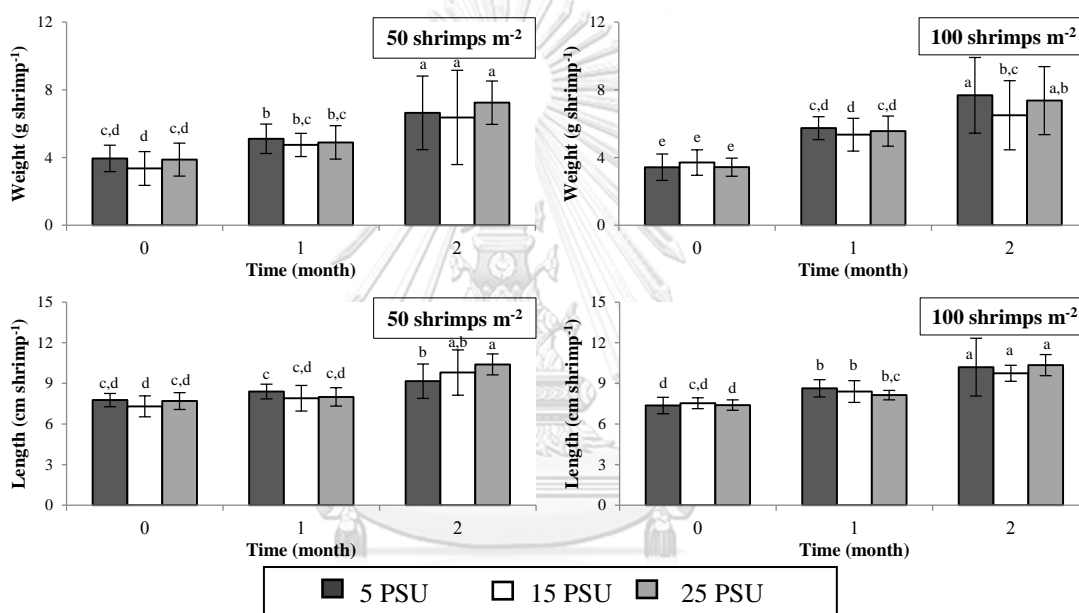 50 shrimps m-2
Weight (g shrimp-1)
12
8
4
0
c,d d c,d b b,c b,c a a a
0 1 2
Time (month)
100 shrimps m-2
Weight (g shrimp-1)
12
8
4
0
e e e c,d d c,d a b,c a,b
0 1 2
Time (month)
50 shrimps m-2
Length (cm shrimp-1)
15
12
9
6
3
0
c,d d c,d c c,d c,d b a,b a
0 1 2
Time (month)
100 shrimps m-2
Length (cm shrimp-1)
15
12
9
6
3
0
d c,d d b b b,c a a a
0 1 2
Time (month)
5 PSU 15 PSU 25 PSU